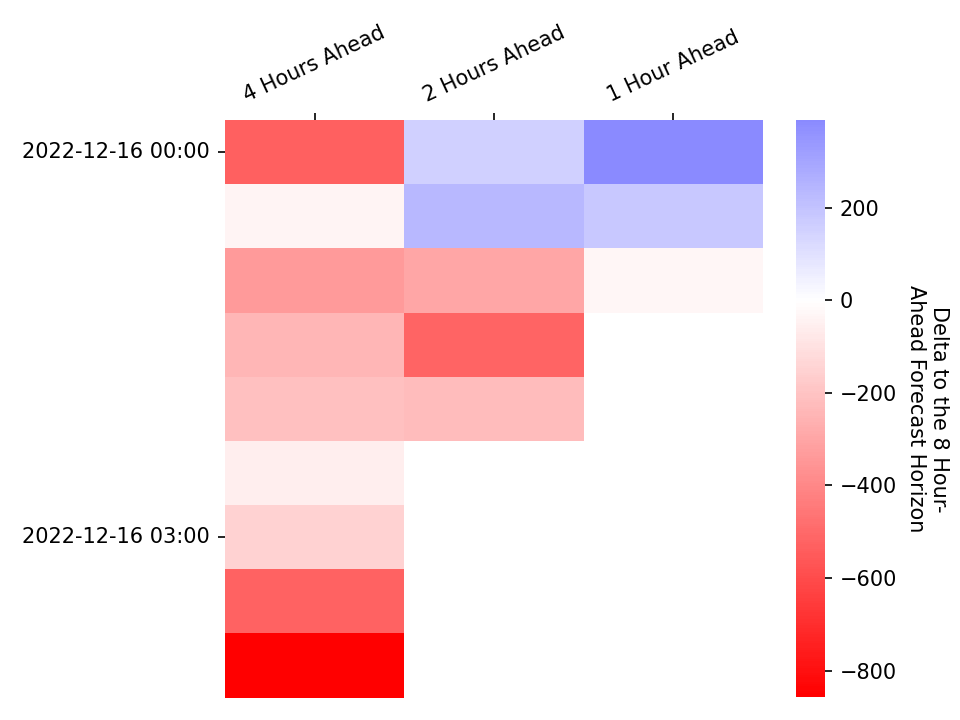 4 Hours Ahead
2 Hours Ahead
1 Hour Ahead
2022-12-16 00:00
2022-12-16 03:00
200
0
−200
−400
−600
−800
Delta to the 8 Hour-
Ahead Forecast Horizon